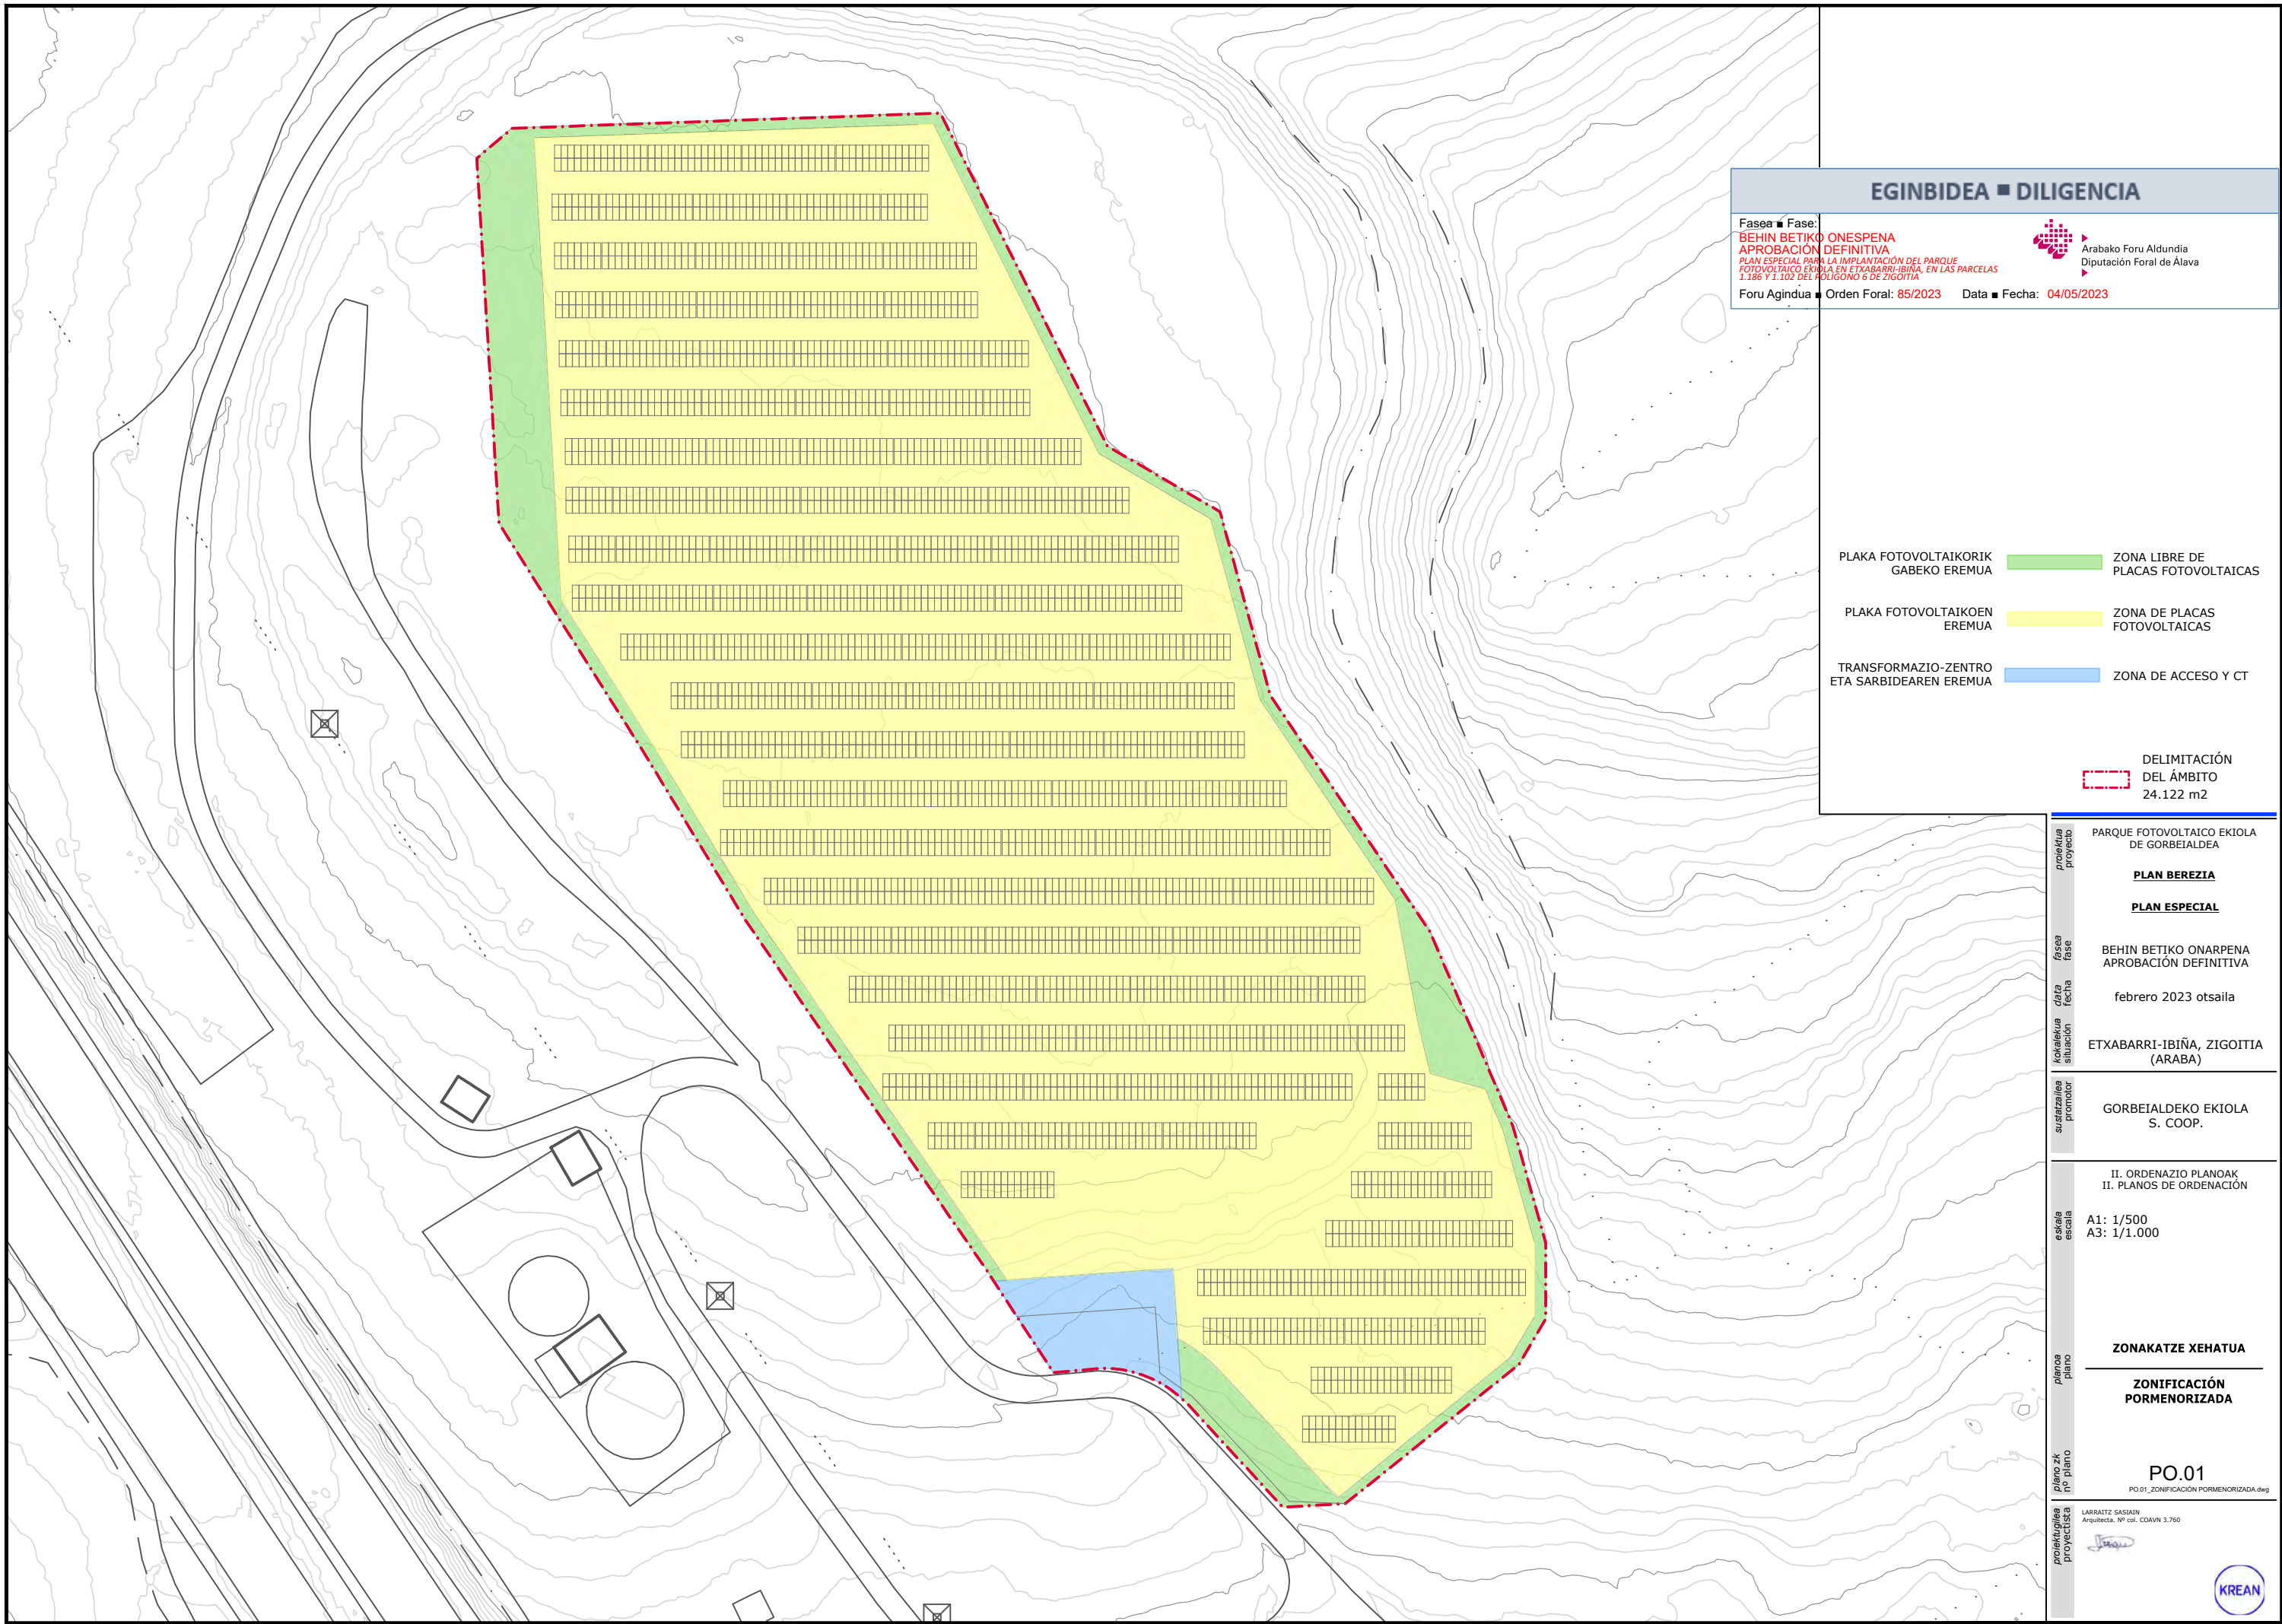 EGINBIDEA ■ DILIGENCIA
Fasea ■ Fase:
BEHIN BETIKO ONESPENA
APROBACIÓN DEFINITIVA
PLAN ESPECIAL PARA LA IMPLANTACIÓN DEL PARQUE
FOTOVOLTAICO EKIOLA EN ETXABARRI-IBIÑA, EN LAS PARCELAS
1.186 Y 1.102 DEL POLÍGONO 6 DE ZIGOITIA
Arabako Foru Aldundia
Diputación Foral de Álava
Foru Agindua ■ Orden Foral: 85/2023 Data ■ Fecha: 04/05/2023
PLAKA FOTOVOLTAIKORIK
GABEKO EREMUA
ZONA LIBRE DE
PLACAS FOTOVOLTAICAS
PLAKA FOTOVOLTAIKOEN
EREMUA
ZONA DE PLACAS
FOTOVOLTAICAS
TRANSFORMAZIO-ZENTRO
ETA SARBIDEAREN EREMUA
ZONA DE ACCESO Y CT
DELIMITACIÓN
DEL ÁMBITO
24.122 m2
proiektua
proyecto
PARQUE FOTOVOLTAICO EKIOLA
DE GORBEIALDEA
PLAN BEREZIA
PLAN ESPECIAL
fasea
fase
BEHIN BETIKO ONARPENA
APROBACIÓN DEFINITIVA
data
fecha
febrero 2023 otsaila
kokalekua
situación
ETXABARRI-IBIÑA, ZIGOITIA
(ARABA)
sustatzailea
promotor
GORBEIALDEKO EKIOLA
S. COOP.
II. ORDENAZIO PLANOAK
II. PLANOS DE ORDENACIÓN
eskala
escala
A1: 1/500
A3: 1/1.000
planoa
plano
ZONAKATZE XEHATUA
ZONIFICACIÓN
PORMENORIZADA
plano zk
nº plano
PO.01
PO.01_ZONIFICACIÓN PORMENORIZADA.dwg
proiektugilea
proyectista
LARRAITZ SASIAIN
Arquitecta. Nº col. COAVN 3.760
KREAN